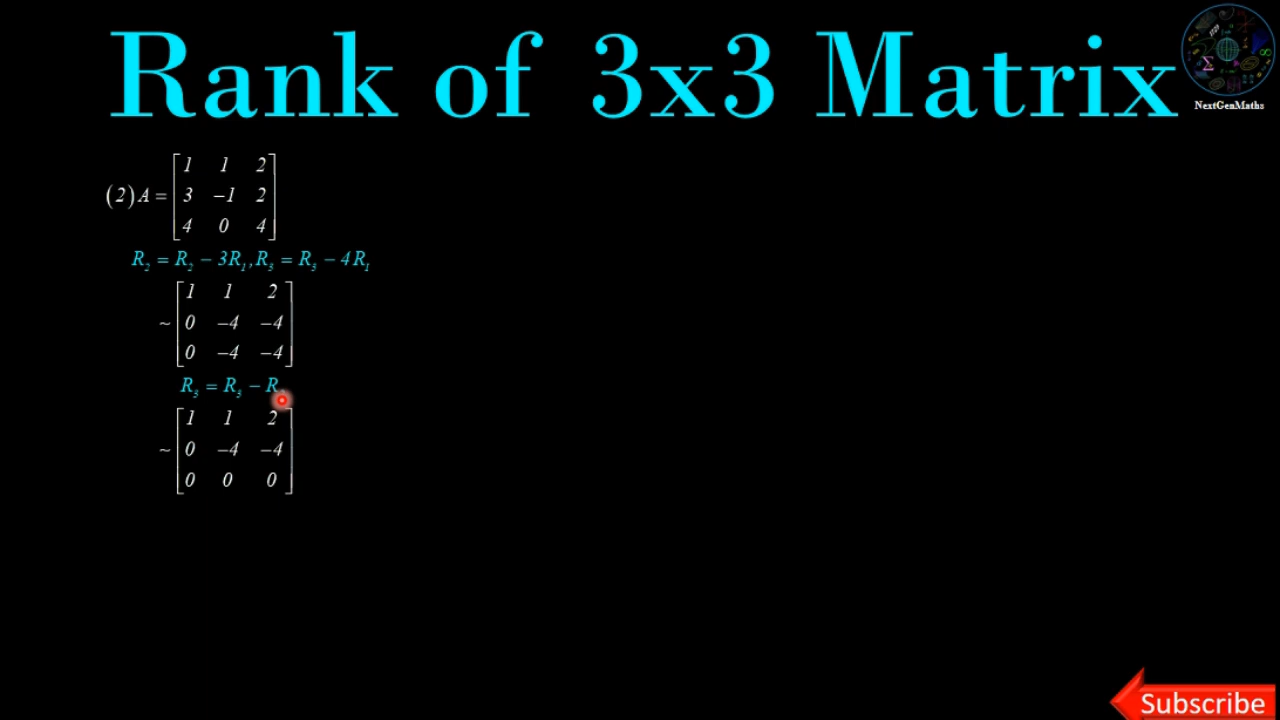 Rank of 3x3 Matrix
NextGenMaths
(2) A = [1 1 2
3 −1 2
4 0 4]
R₂ = R₂ − 3R₁, R₃ = R₃ − 4R₁
~ [1 1 2
0 −4 −4
0 −4 −4]
R₃ = R₃ − R
~ [1 1 2
0 −4 −4
0 0 0]
Subscribe